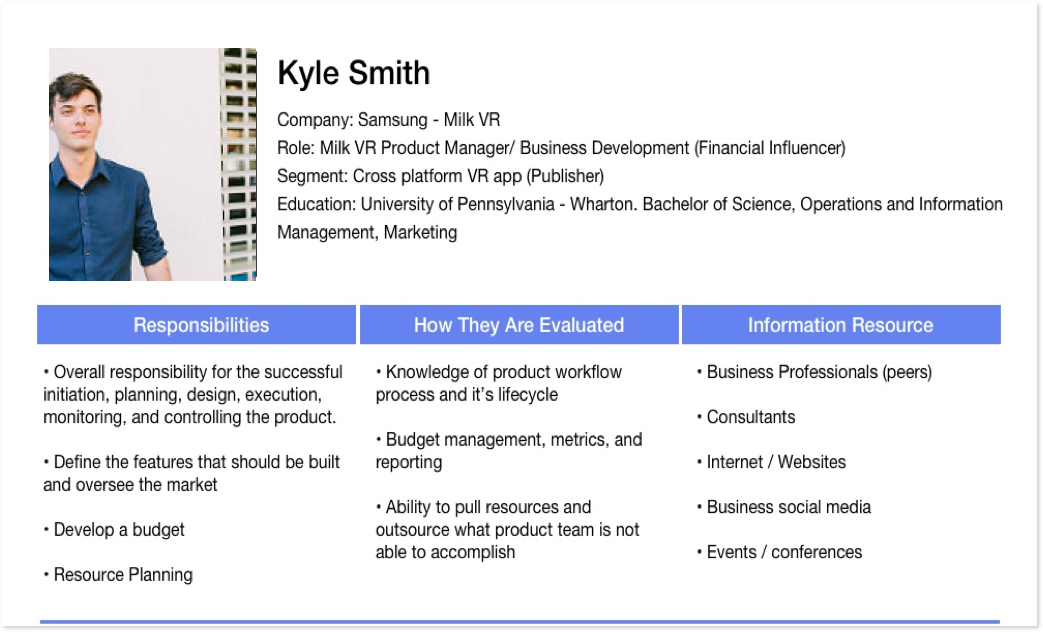 Kyle Smith
Company: Samsung - Milk VR
Role: Milk VR Product Manager/ Business Development (Financial Influencer)
Segment: Cross platform VR app (Publisher)
Education: University of Pennsylvania - Wharton. Bachelor of Science, Operations and Information
Management, Marketing
Responsibilities
• Overall responsibility for the successful
initiation, planning, design, execution,
monitoring, and controlling the product.
• Define the features that should be built
and oversee the market
• Develop a budget
• Resource Planning
How They Are Evaluated
• Knowledge of product workflow
process and it’s lifecycle
• Budget management, metrics, and
reporting
• Ability to pull resources and
outsource what product team is not
able to accomplish
Information Resource
• Business Professionals (peers)
• Consultants
• Internet / Websites
• Business social media
• Events / conferences